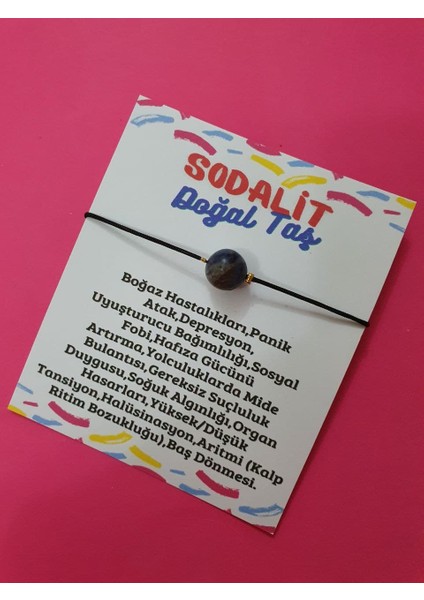 SODALİT
Doğal Taş
Boğaz Hastalıkları,Panik
Atak,Depresyon,
Uyuşturucu Bağımlılığı,Sosyal
Fobi,Hafıza Gücünü
Artırma,Yolculuklarda Mide
Bulantısı,Gereksiz Suçluluk
Duygusu,Soğuk Algınlığı,Organ
Hasarları,Yüksek/Düşük
Tansiyon,Halüsinasyon,Aritmi (Kalp
Ritim Bozukluğu),Baş Dönmesi.